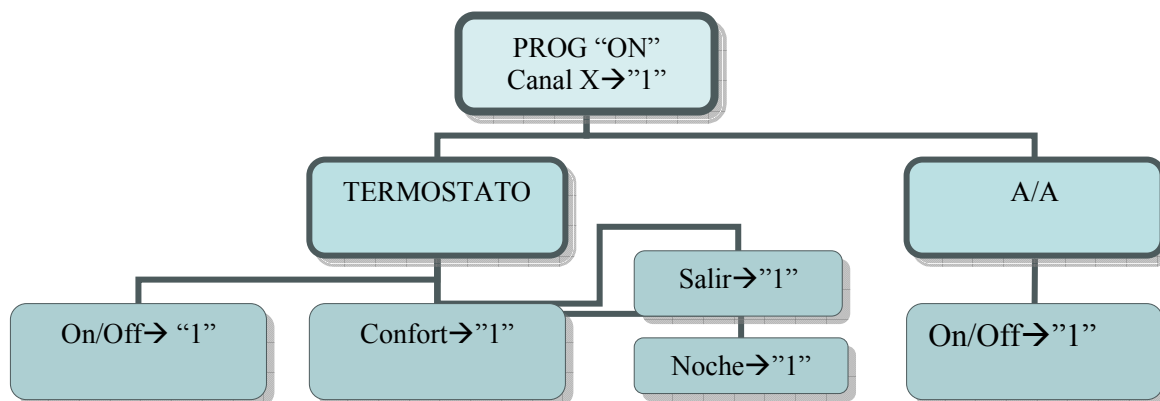 PROG “ON”
Canal X→”1”
TERMOSTATO
A/A
Salir→”1”
On/Off→ “1”
Confort→”1”
On/Off→”1”
Noche→”1”